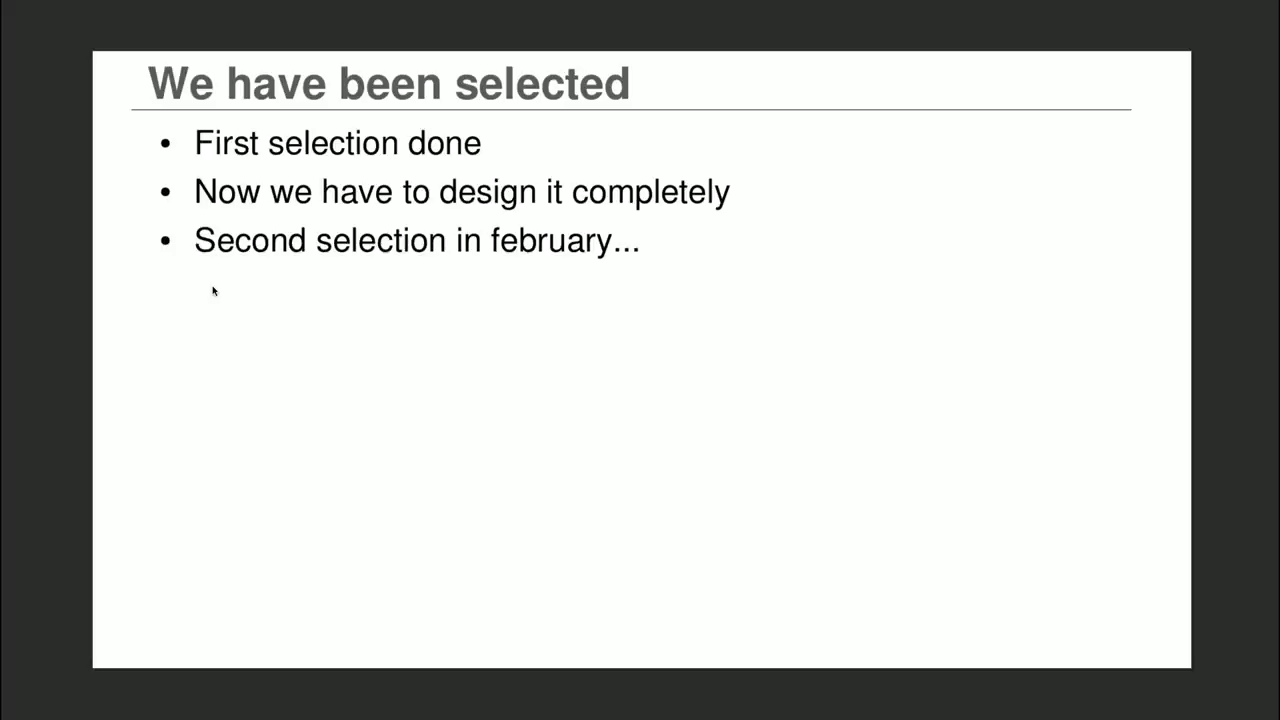 We have been selected
• First selection done
• Now we have to design it completely
• Second selection in february...